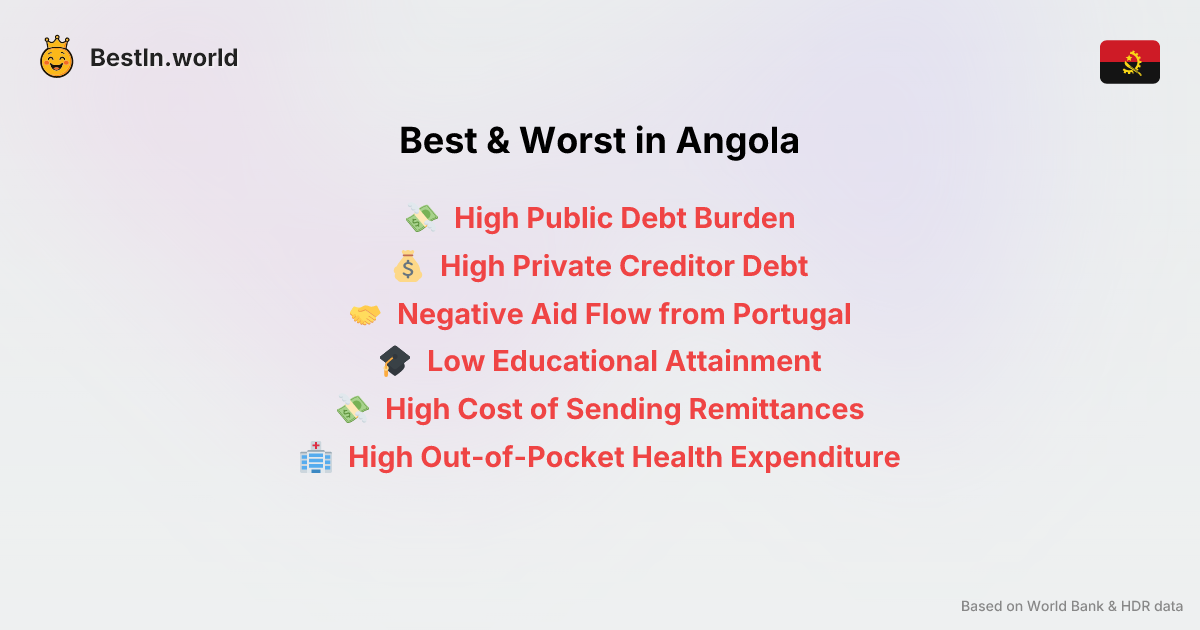 BestIn.world
Best & Worst in Angola
High Public Debt Burden
High Private Creditor Debt
Negative Aid Flow from Portugal
Low Educational Attainment
High Cost of Sending Remittances
High Out-of-Pocket Health Expenditure
Based on World Bank & HDR data